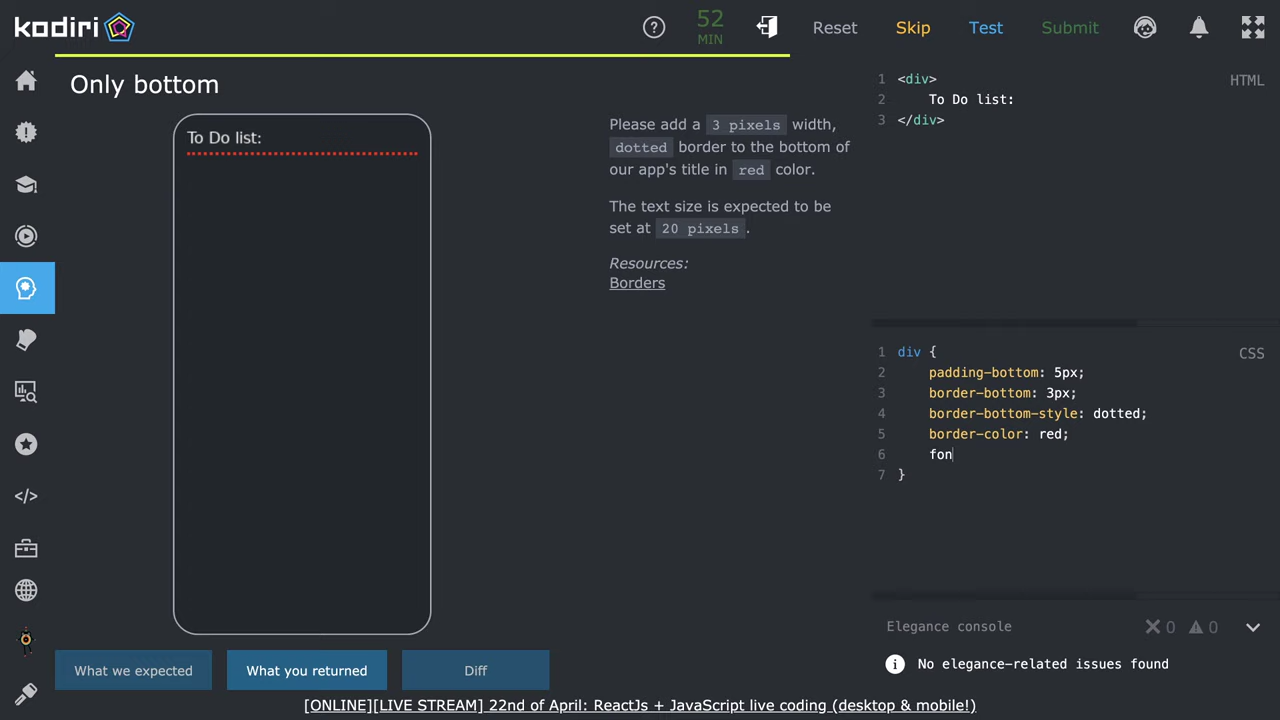 kodiri
?
52
MIN
Reset
Skip
Test
Submit
Only bottom
To Do list:
Please add a 3 pixels width,
dotted border to the bottom of
our app's title in red color.
The text size is expected to be
set at 20 pixels.
Resources:
Borders
HTML
1 <div>
2 To Do list:
3 </div>
CSS
1 div {
2 padding-bottom: 5px;
3 border-bottom: 3px;
4 border-bottom-style: dotted;
5 border-color: red;
6 fon
7 }
Elegance console
0
0
No elegance-related issues found
What we expected
What you returned
Diff
[ONLINE][LIVE STREAM] 22nd of April: ReactJs + JavaScript live coding (desktop & mobile!)